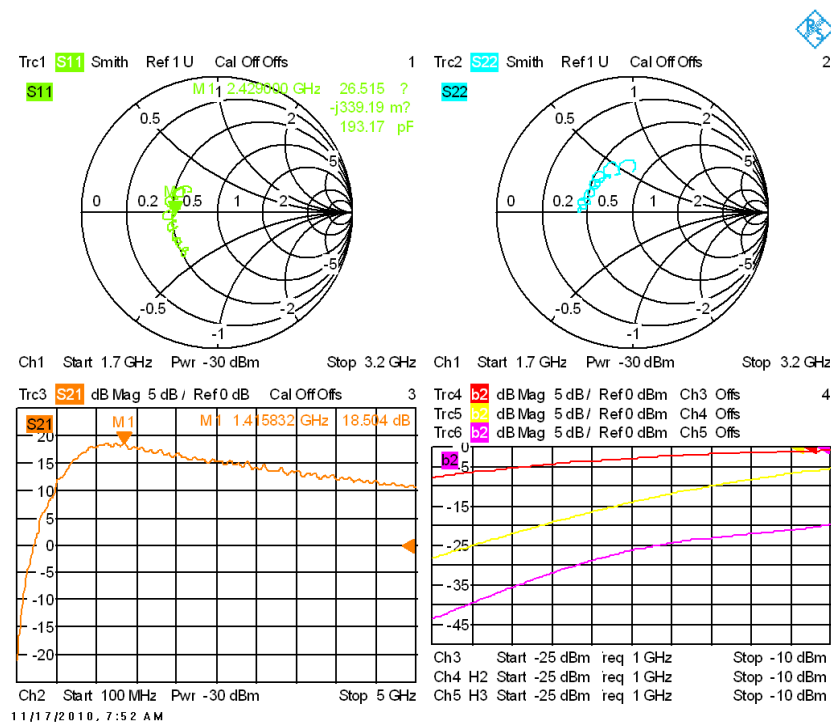 Trc1 S11 Smith Ref 1 U Cal Off Offs 1
S11
M 1 2.429000 GHz 26.515 ?
-j339.19 m?
193.17 pF
0 0.2 0.5 1 2 5
0.5 1 2 5
-0.5 -1 -2 -5
Ch1 Start 1.7 GHz Pwr -30 dBm Stop 3.2 GHz
Trc2 S22 Smith Ref 1 U Cal Off Offs 2
S22
0 0.2 0.5 1 2 5
0.5 1 2 5
-0.5 -1 -2 -5
Ch1 Start 1.7 GHz Pwr -30 dBm Stop 3.2 GHz
Trc3 S21 dB Mag 5 dB / Ref 0 dB Cal Off Offs 3
S21
M 1
M 1 1.415832 GHz 18.504 dB
20
15
10
5
0
-5
-10
-15
-20
Ch2 Start 100 MHz Pwr -30 dBm Stop 5 GHz
Trc4 b2 dB Mag 5 dB / Ref 0 dBm Ch3 Offs 4
Trc5 b2 dB Mag 5 dB / Ref 0 dBm Ch4 Offs
Trc6 b2 dB Mag 5 dB / Ref 0 dBm Ch5 Offs
b2
0
-5
-15
-25
-35
-45
Ch3 Start -25 dBm req 1 GHz Stop -10 dBm
Ch4 H2 Start -25 dBm req 1 GHz Stop -10 dBm
Ch5 H3 Start -25 dBm req 1 GHz Stop -10 dBm
11/17/2010, 7:52 AM